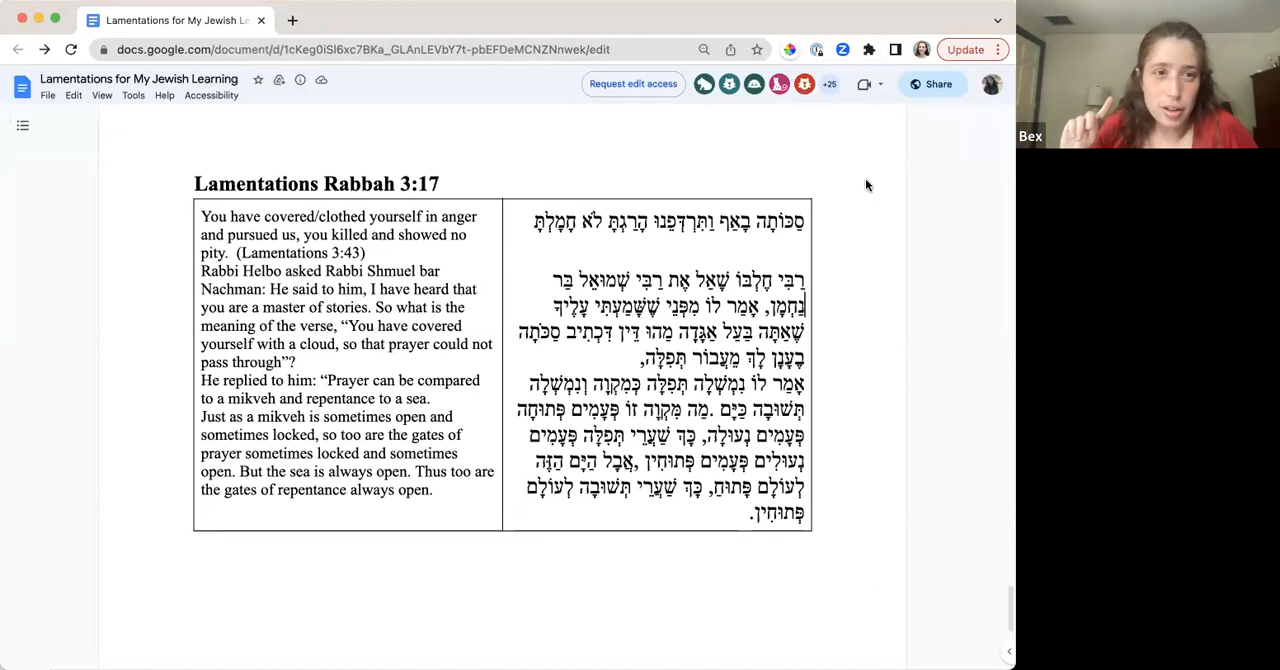 Lamentations for My Jewish Le
docs.google.com/document/d/1cKeg0iSl6xc7BKa_GLAnLEVbY7t-pbEFDeMCNZNnwek/edit
Update
Lamentations for My Jewish Learning
File Edit View Tools Help Accessibility
Request edit access
+25
Share
Bex
Lamentations Rabbah 3:17
You have covered/clothed yourself in anger
and pursued us, you killed and showed no
pity. (Lamentations 3:43)
Rabbi Helbo asked Rabbi Shmuel bar
Nachman: He said to him, I have heard that
you are a master of stories. So what is the
meaning of the verse, “You have covered
yourself with a cloud, so that prayer could not
pass through”?
He replied to him: “Prayer can be compared
to a mikveh and repentance to a sea.
Just as a mikveh is sometimes open and
sometimes locked, so too are the gates of
prayer sometimes locked and sometimes
open. But the sea is always open. Thus too are
the gates of repentance always open.
סַכּוֹתָה בָאַף וַתִּרְדְּפֵנוּ הָרַגְתָּ לֹא חָמָלְתָּ
רַבִּי חֶלְבּוֹ שָׁאַל אֶת רַבִּי שְׁמוּאֵל בַּר
נַחְמָן, אָמַר לוֹ מִפְּנֵי שֶׁשָּׁמַעְתִּי עָלֶיךָ
שֶׁאַתָּה בַּעַל אַגָּדָה מַהוּ דֵּין דִּכְתִיב סַכֹּתָה
בֶעָנָן לָךְ מֵעֲבוֹר תְּפִלָּה,
אָמַר לוֹ נִמְשְׁלָה תְּפִלָּה כְּמִקְוָה וְנִמְשְׁלָה
תְּשׁוּבָה כַּיָּם .מַה מִּקְוָה זוֹ פְּעָמִים פְּתוּחָה
פְּעָמִים נְעוּלָה, כָּךְ שַׁעֲרֵי תְּפִלָּה פְּעָמִים
נְעוּלִים פְּעָמִים פְּתוּחִין ,אֲבָל הַיָּם הַזֶּה
לְעוֹלָם פָּתוּחַ, כָּךְ שַׁעֲרֵי תְּשׁוּבָה לְעוֹלָם
פְּתוּחִין.